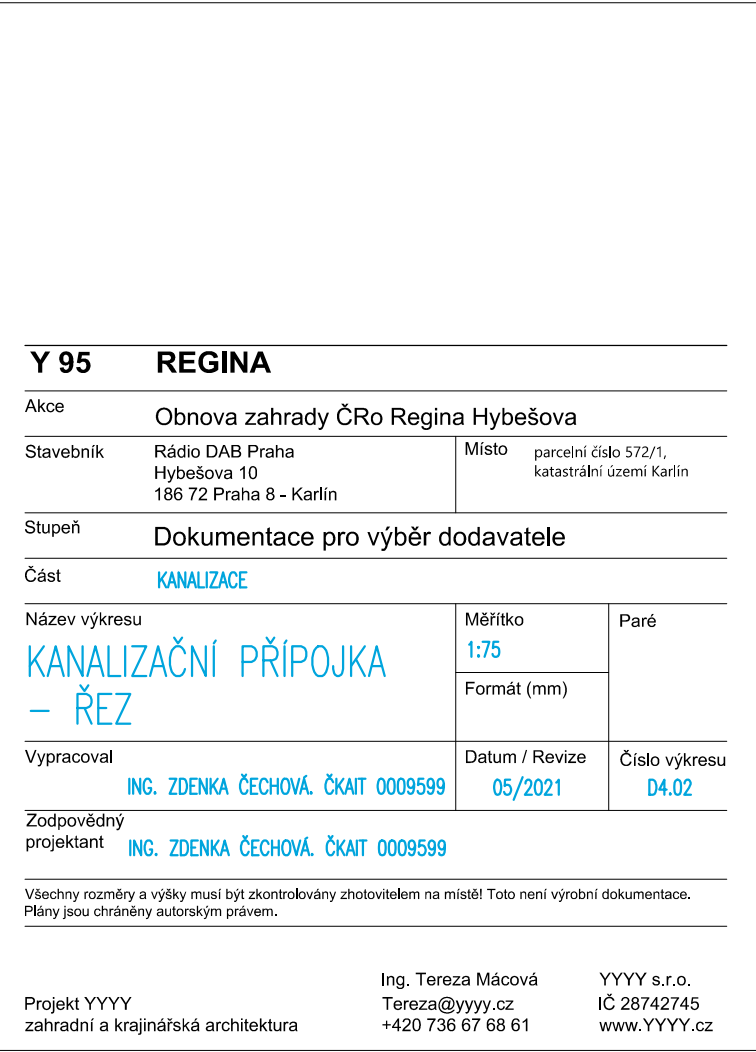 Y 95 REGINA
Akce Obnova zahrady ČRo Regina Hybešova
Stavebník Rádio DAB Praha
Hybešova 10
186 72 Praha 8 - Karlín
Místo parcelní číslo 572/1,
katastrální území Karlín
Stupeň Dokumentace pro výběr dodavatele
Část KANALIZACE
Název výkresu
KANALIZAČNÍ PŘÍPOJKA
– ŘEZ
Měřítko
1:75
Formát (mm)
Paré
Vypracoval
ING. ZDENKA ČECHOVÁ. ČKAIT 0009599
Datum / Revize
05/2021
Číslo výkresu
D4.02
Zodpovědný
projektant ING. ZDENKA ČECHOVÁ. ČKAIT 0009599
Všechny rozměry a výšky musí být zkontrolovány zhotovitelem na místě! Toto není výrobní dokumentace.
Plány jsou chráněny autorským právem.
Projekt YYYY
zahradní a krajinářská architektura
Ing. Tereza Mácová
Tereza@yyyy.cz
+420 736 67 68 61
YYYY s.r.o.
IČ 28742745
www.YYYY.cz